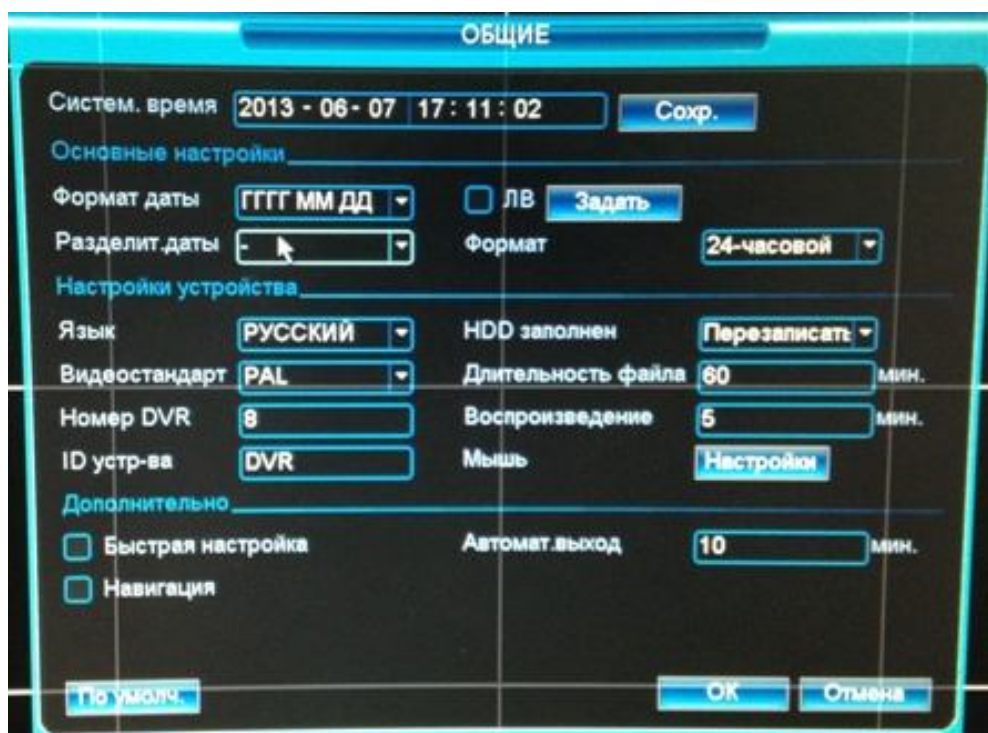 ОБЩИЕ
Систем. время 2013 - 06 - 07 17 : 11 : 02 Сохр.
Основные настройки
Формат даты ГГГГ ММ ДД ЛВ Задать
Разделит.даты - Формат 24-часовой
Настройки устройства
Язык РУССКИЙ HDD заполнен Перезаписать
Видеостандарт PAL Длительность файла 60 мин.
Номер DVR 8 Воспроизведение 5 мин.
ID устр-ва DVR Мышь Настройки
Дополнительно
Быстрая настройка Автомат.выход 10 мин.
Навигация
По умолч. OK Отмена